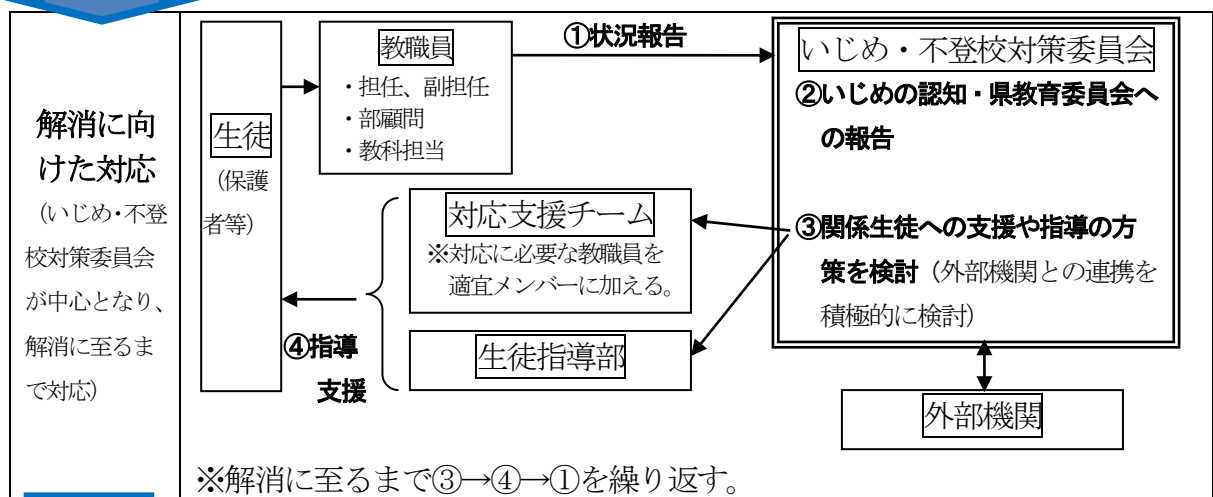 解消に向
けた対応
(いじめ・不登
校対策委員会
が中心となり、
解消に至るま
で対応)
生徒
(保護
者等)
教職員
・担任、副担任
・部顧問
・教科担当
①状況報告
いじめ・不登校対策委員会
②いじめの認知・県教育委員会へ
の報告
③関係生徒への支援や指導の方
策を検討(外部機関との連携を
積極的に検討)
対応支援チーム
※対応に必要な教職員を
適宜メンバーに加える。
生徒指導部
④指導
支援
外部機関
※解消に至るまで③→④→①を繰り返す。